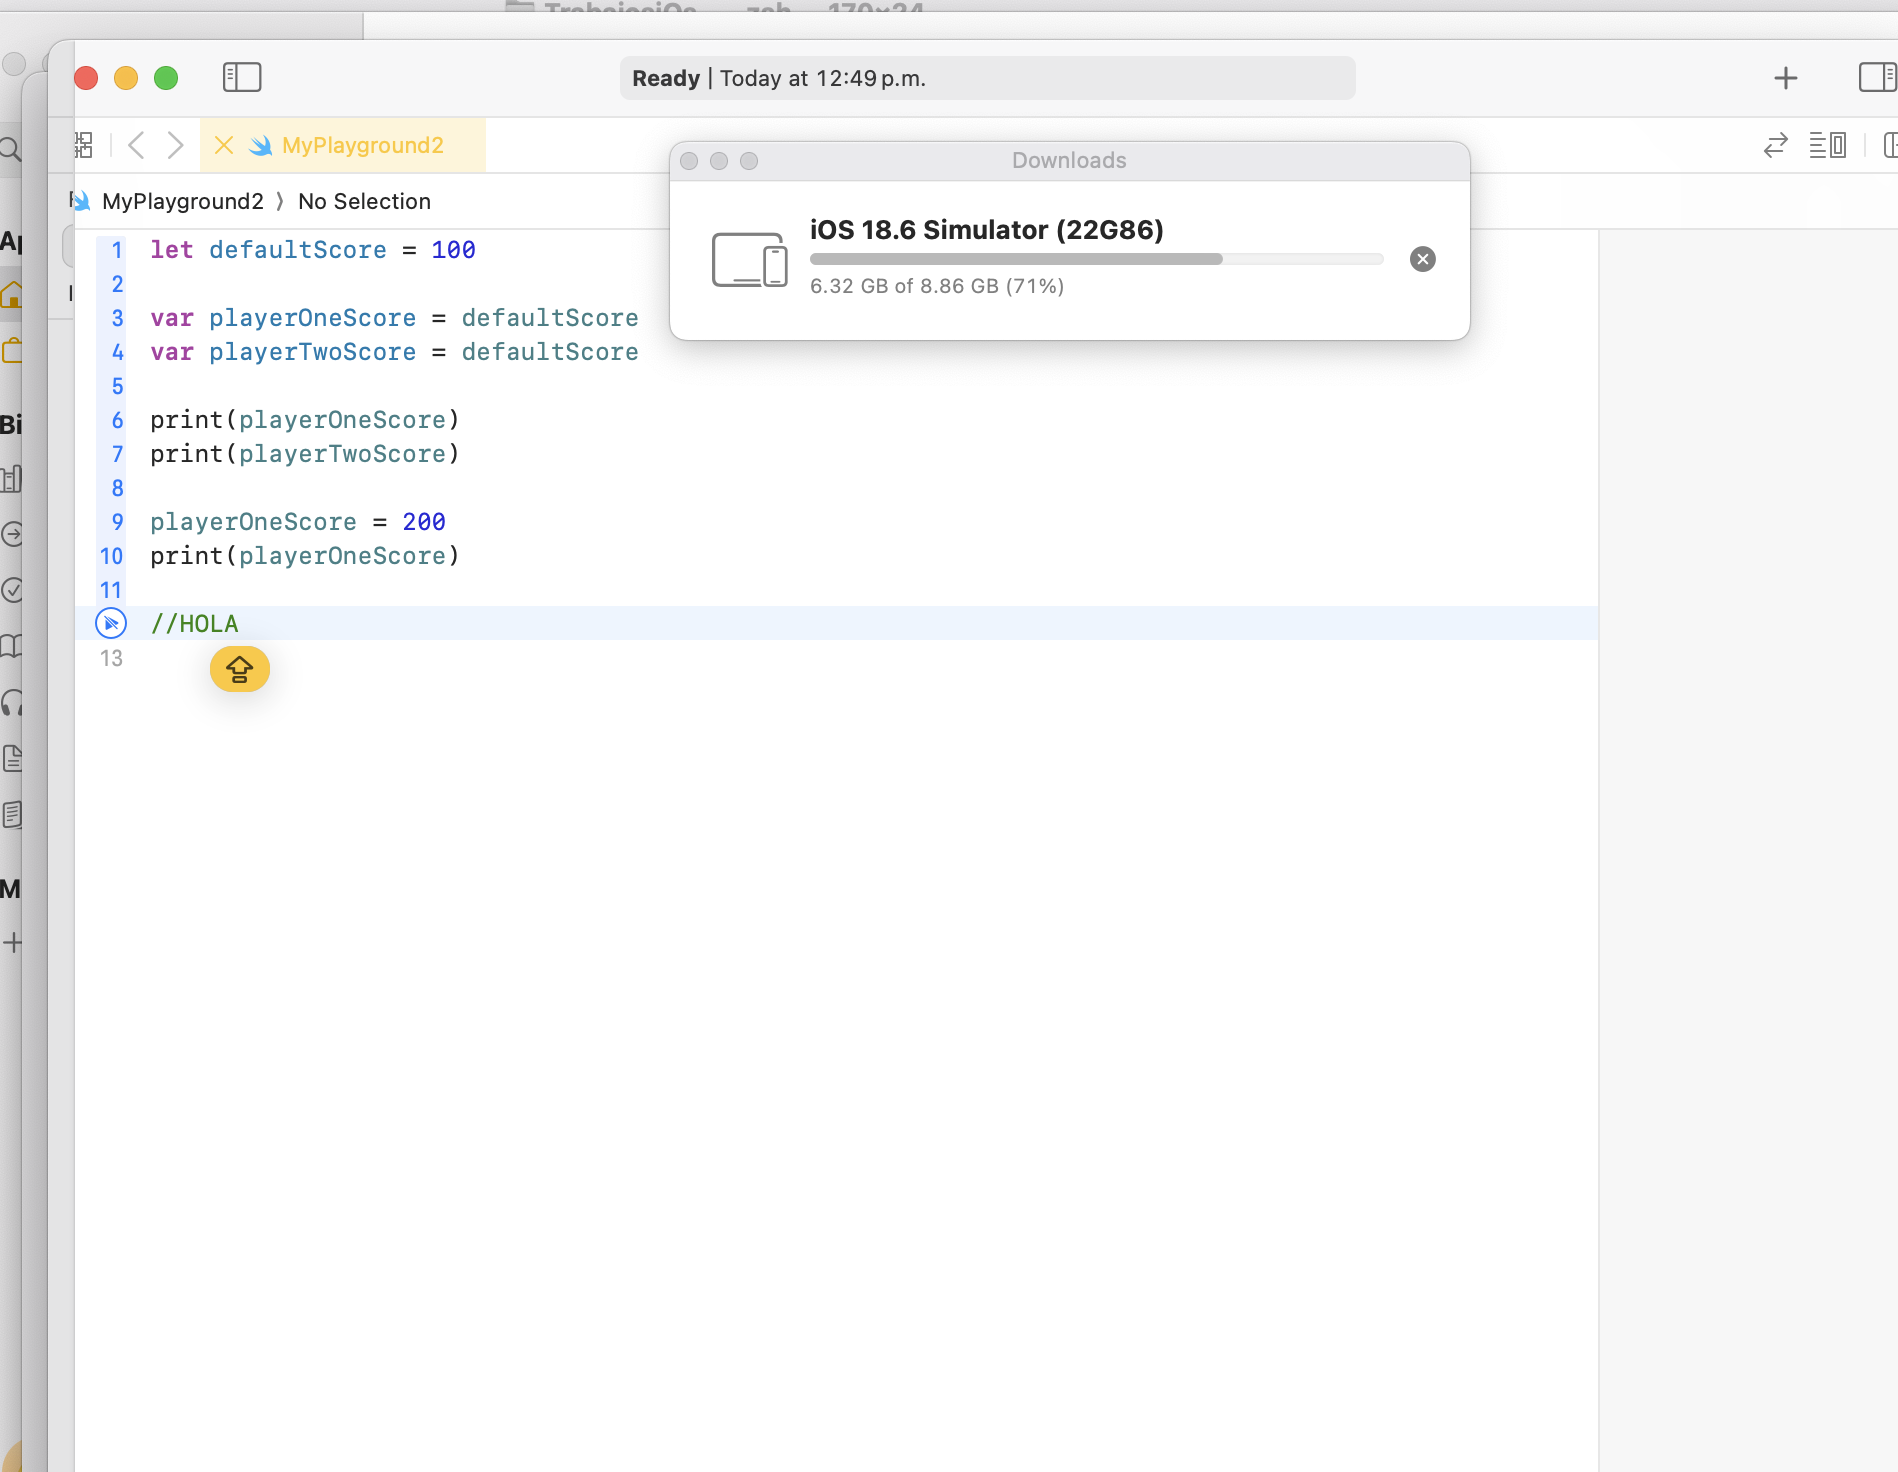 Ready | Today at 12:49 p.m.
MyPlayground2
Downloads
MyPlayground2 〉 No Selection
iOS 18.6 Simulator (22G86)
6.32 GB of 8.86 GB (71%)
1 let defaultScore = 100
2
3 var playerOneScore = defaultScore
4 var playerTwoScore = defaultScore
5
6 print(playerOneScore)
7 print(playerTwoScore)
8
9 playerOneScore = 200
10 print(playerOneScore)
11
//HOLA
13
Ap
Bi
M